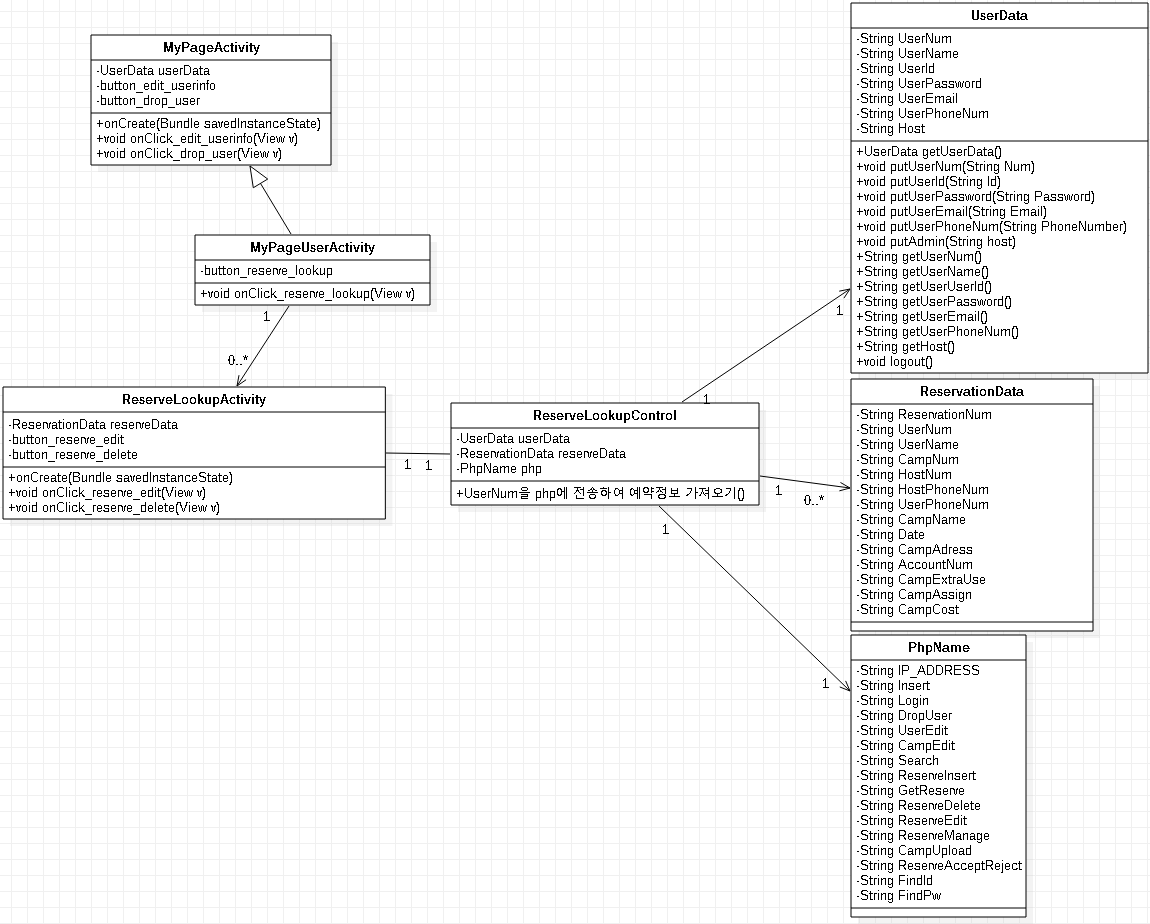 MyPageActivity
-UserData userData
-button_edit_userinfo
-button_drop_user
+onCreate(Bundle savedInstanceState)
+void onClick_edit_userinfo(View v)
+void onClick_drop_user(View v)
MyPageUserActivity
-button_reserve_lookup
+void onClick_reserve_lookup(View v)
1
0..*
ReserveLookupActivity
-ReservationData reserveData
-button_reserve_edit
-button_reserve_delete
+onCreate(Bundle savedInstanceState)
+void onClick_reserve_edit(View v)
+void onClick_reserve_delete(View v)
1 1
ReserveLookupControl
-UserData userData
-ReservationData reserveData
-PhpName php
+UserNum을 php에 전송하여 예약정보 가져오기()
1
1
1
0..*
1
1
UserData
-String UserNum
-String UserName
-String UserId
-String UserPassword
-String UserEmail
-String UserPhoneNum
-String Host
+UserData getUserData()
+void putUserNum(String Num)
+void putUserId(String Id)
+void putUserPassword(String Password)
+void putUserEmail(String Email)
+void putUserPhoneNum(String PhoneNumber)
+void putAdmin(String host)
+String getUserNum()
+String getUserName()
+String getUserUserId()
+String getUserPassword()
+String getUserEmail()
+String getUserPhoneNum()
+String getHost()
+void logout()
ReservationData
-String ReservationNum
-String UserNum
-String UserName
-String CampNum
-String HostNum
-String HostPhoneNum
-String UserPhoneNum
-String CampName
-String Date
-String CampAdress
-String AccountNum
-String CampExtraUse
-String CampAssign
-String CampCost
PhpName
-String IP_ADDRESS
-String Insert
-String Login
-String DropUser
-String UserEdit
-String CampEdit
-String Search
-String ReserveInsert
-String GetReserve
-String ReserveDelete
-String ReserveEdit
-String ReserveManage
-String CampUpload
-String ReserveAcceptReject
-String FindId
-String FindPw